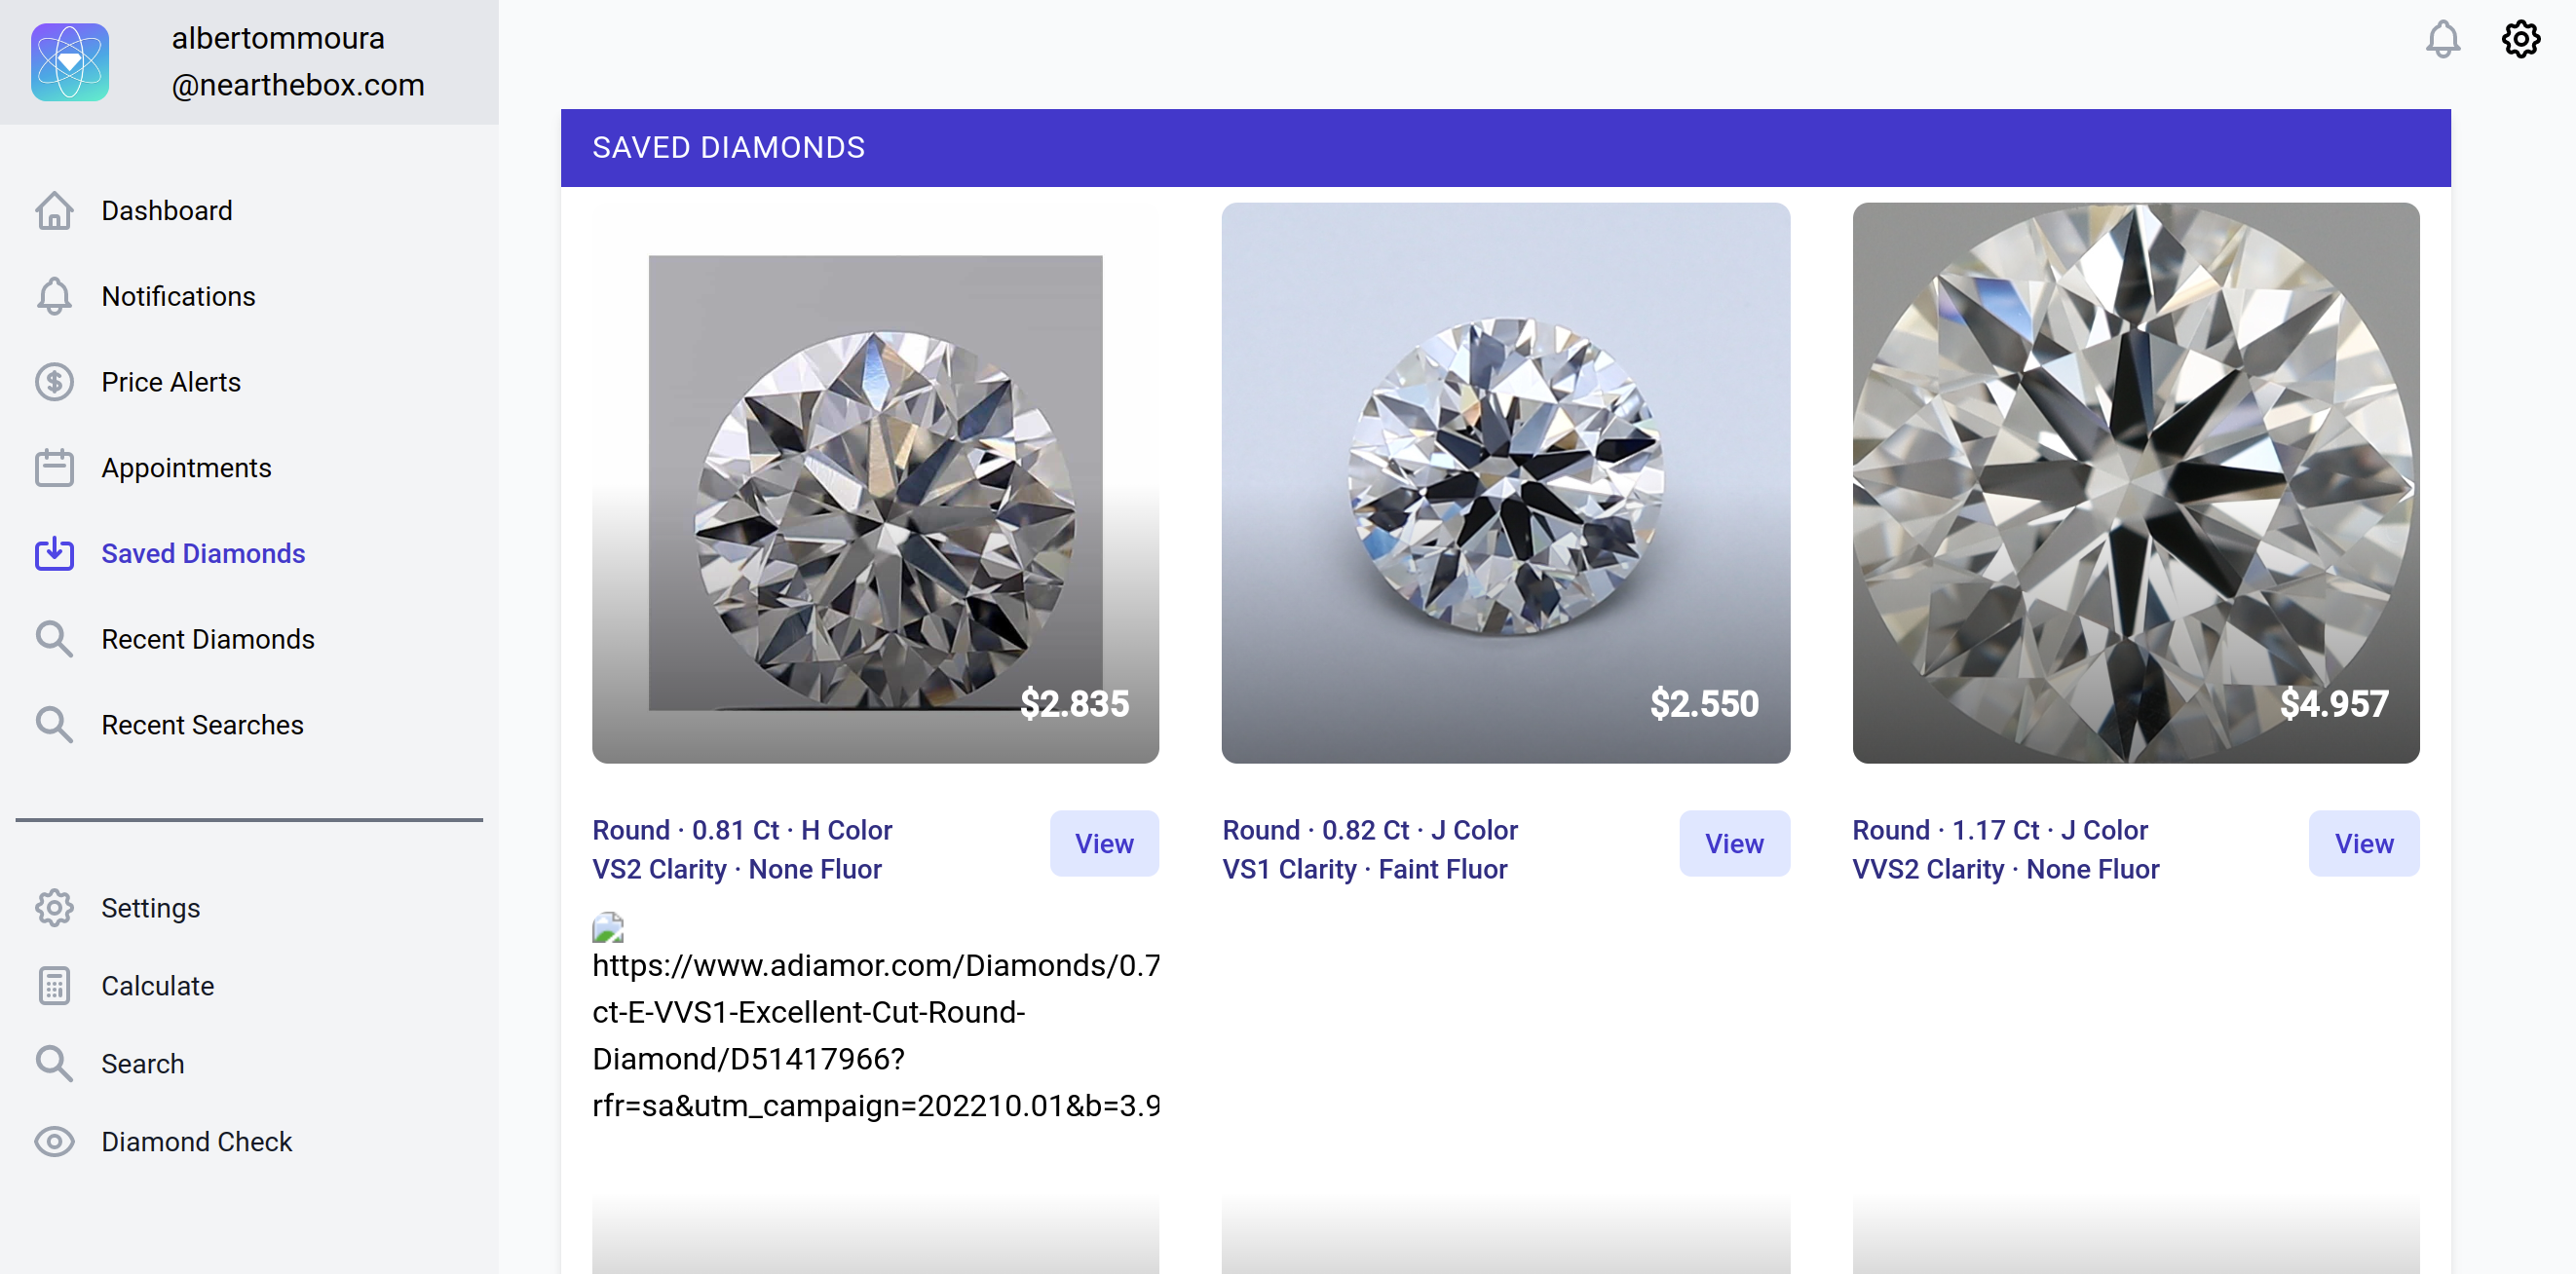 albertommoura
@nearthebox.com
Dashboard
Notifications
Price Alerts
Appointments
Saved Diamonds
Recent Diamonds
Recent Searches
Settings
Calculate
Search
Diamond Check
SAVED DIAMONDS
$2.835
$2.550
$4.957
Round · 0.81 Ct · H Color
VS2 Clarity · None Fluor
View
Round · 0.82 Ct · J Color
VS1 Clarity · Faint Fluor
View
Round · 1.17 Ct · J Color
VVS2 Clarity · None Fluor
View
https://www.adiamor.com/Diamonds/0.7
ct-E-VVS1-Excellent-Cut-Round-
Diamond/D51417966?
rfr=sa&utm_campaign=202210.01&b=3.9